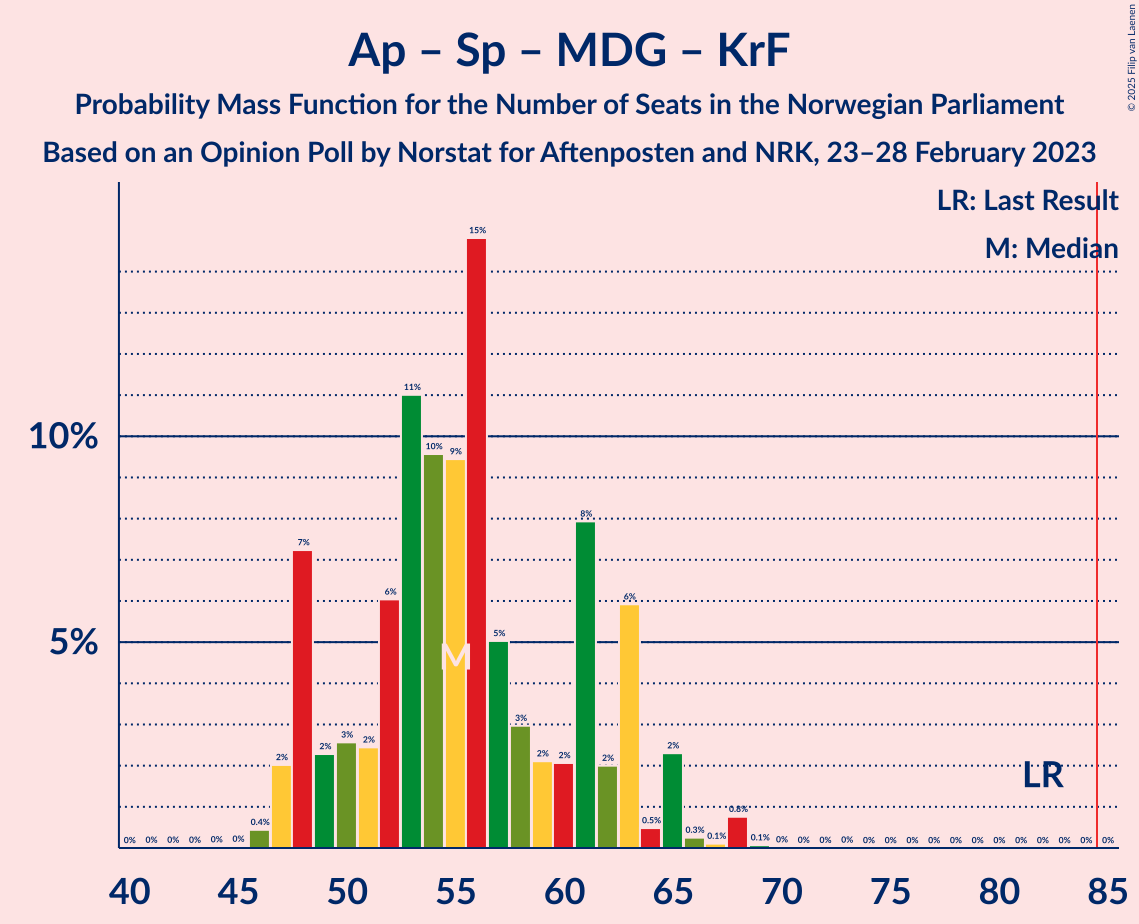 Ap – Sp – MDG – KrF
Probability Mass Function for the Number of Seats in the Norwegian Parliament
Based on an Opinion Poll by Norstat for Aftenposten and NRK, 23–28 February 2023
© 2025 Filip van Laenen
LR: Last Result
M: Median
15%
11%
10%
10%
9%
8%
7%
6%
6%
5%
5%
M
3%
3%
2%
2%
2%
2%
2%
2%
2%
LR
0.8%
0.5%
0.4%
0.3%
0.1%
0.1%
0% 0% 0% 0% 0% 0% 0% 0% 0% 0% 0% 0% 0% 0% 0% 0% 0% 0% 0% 0% 0% 0%
40 45 50 55 60 65 70 75 80 85